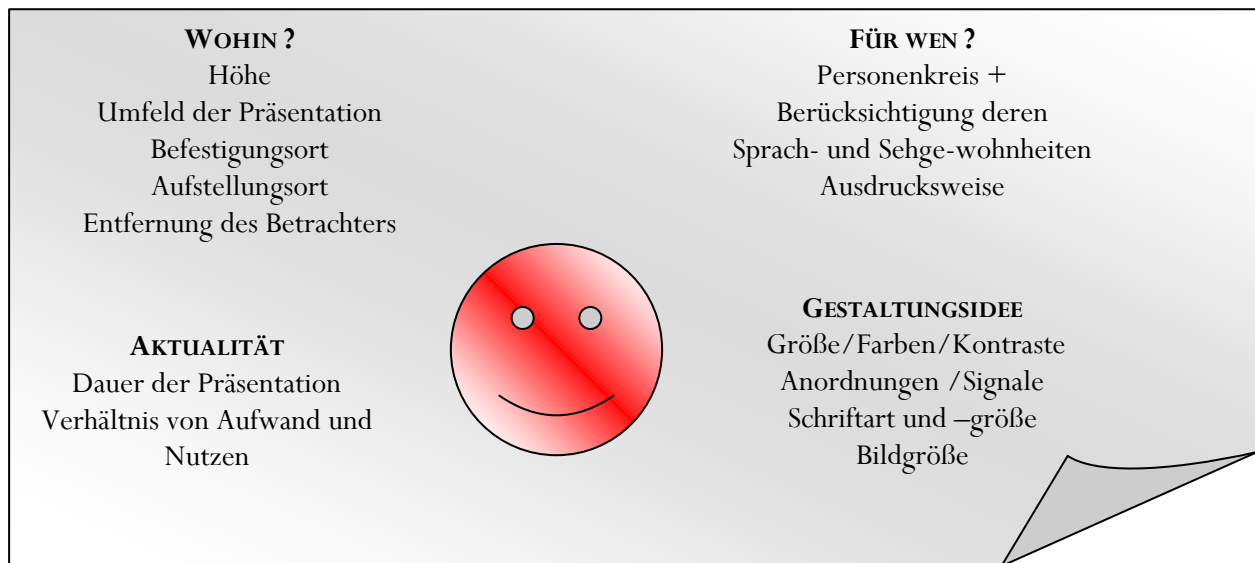 WOHIN ?
Höhe
Umfeld der Präsentation
Befestigungsort
Aufstellungsort
Entfernung des Betrachters
FÜR WEN ?
Personenkreis +
Berücksichtigung deren
Sprach- und Sehge-wohnheiten
Ausdrucksweise
AKTUALITÄT
Dauer der Präsentation
Verhältnis von Aufwand und
Nutzen
GESTALTUNGSIDEE
Größe/Farben/Kontraste
Anordnungen /Signale
Schriftart und –größe
Bildgröße